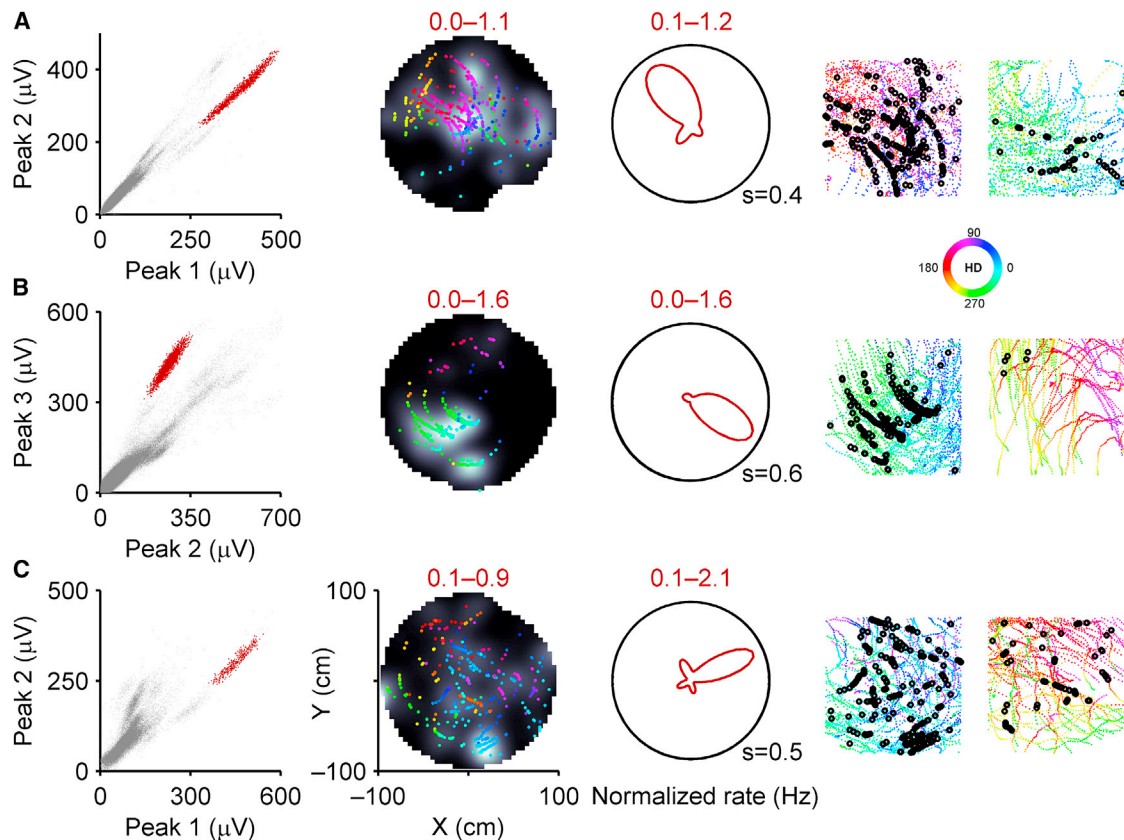 A
Peak 2 (μV)
400
200
0
0 250 500
Peak 1 (μV)
0.0–1.1
0.1–1.2
s=0.4
90
180 HD 0
270
B
Peak 3 (μV)
600
300
0
0 350 700
Peak 2 (μV)
0.0–1.6
0.0–1.6
s=0.6
C
Peak 2 (μV)
500
250
0
0 300 600
Peak 1 (μV)
0.1–0.9
100
Y (cm)
–100
–100 100
X (cm)
0.1–2.1
s=0.5
Normalized rate (Hz)